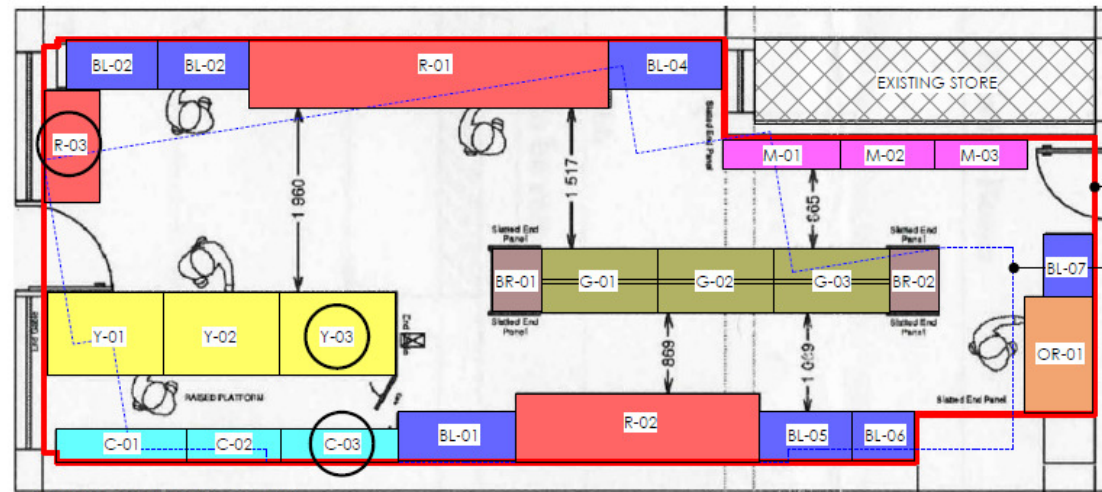 BL-02
BL-02
R-01
BL-04
EXISTING STORE
R-03
Slatted End Panel
M-01
M-02
M-03
1 960
1 517
665
Slatted End
Panel
Slatted End
Panel
BL-07
BR-01
G-01
G-02
G-03
BR-02
Slatted End
Panel
Slatted End
Panel
Y-01
Y-02
Y-03
869
1 069
OR-01
RAISED PLATFORM
Slatted End Panel
C-01
C-02
C-03
BL-01
R-02
BL-05
BL-06